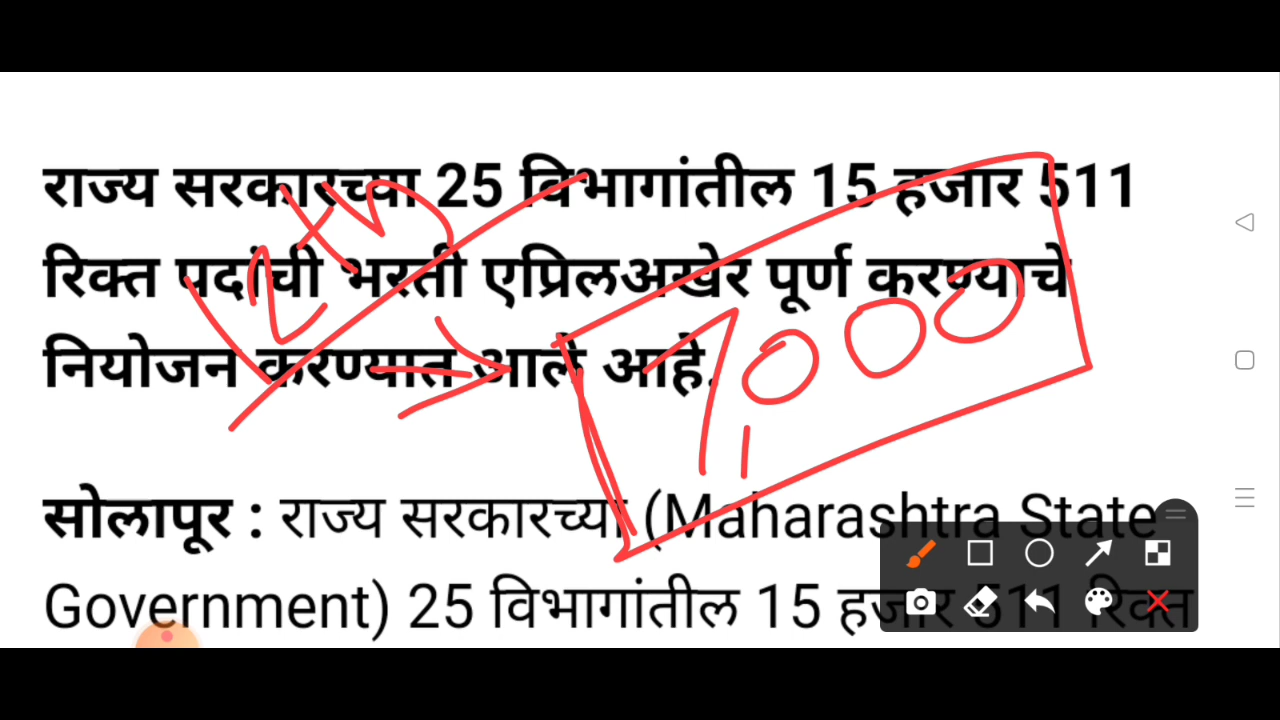 राज्य सरकारच्या 25 विभागांतील 15 हजार 511
रिक्त पदांची भरती एप्रिलअखेर पूर्ण करण्याचे
नियोजन करण्यात आले आहे.
12th
7,000
सोलापूर : राज्य सरकारच्या (Maharashtra State
Government) 25 विभागांतील 15 हजार 511 रिक्त